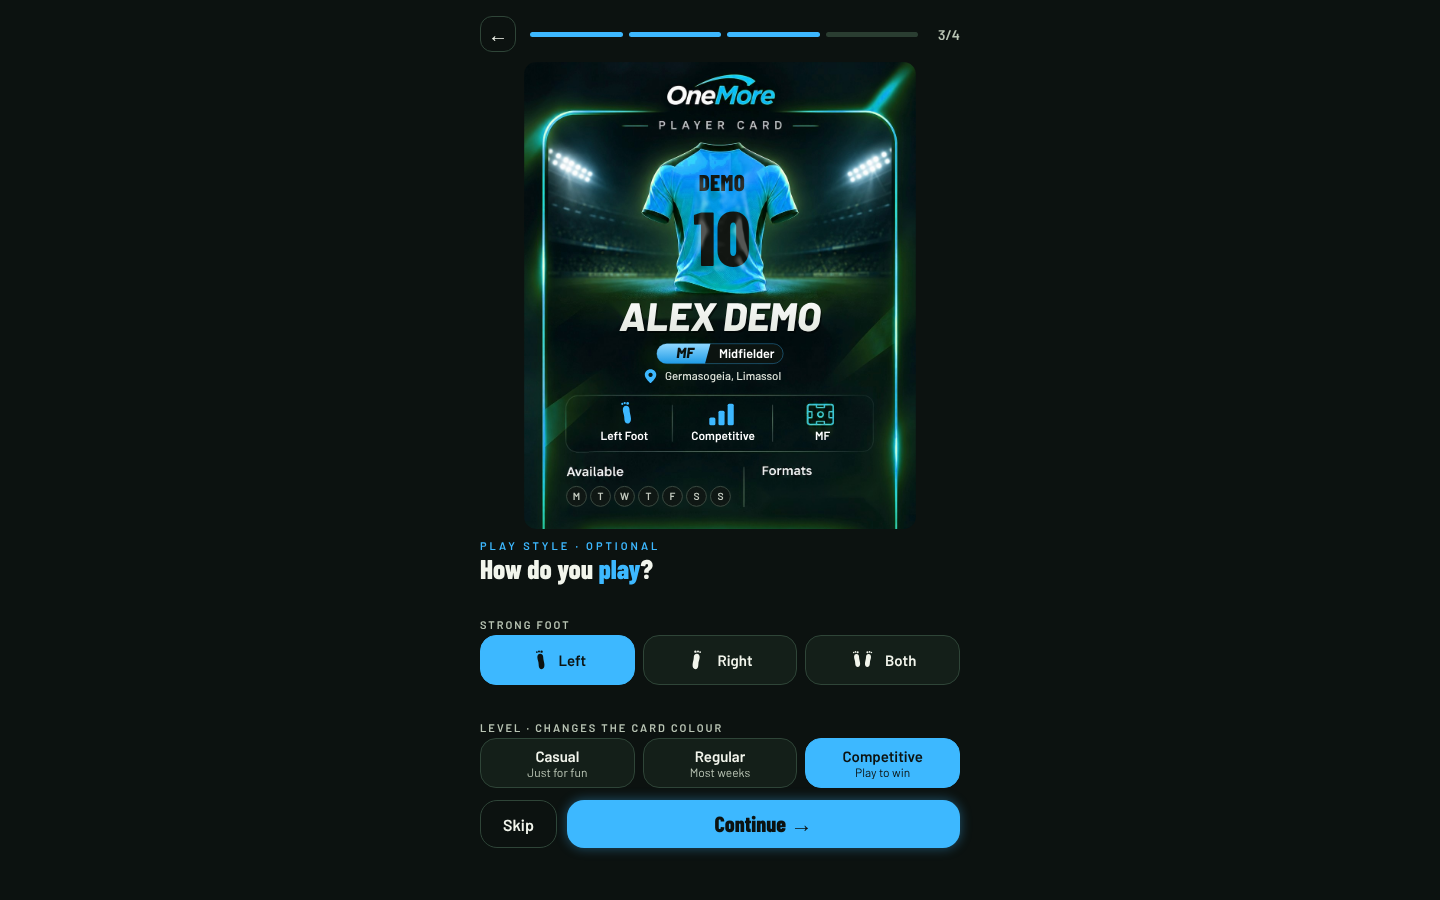 ←
3/4
OneMore
PLAYER CARD
DEMO
10
ALEX DEMO
MF Midfielder
Germasogeia, Limassol
Left Foot Competitive MF
Available Formats
M T W T F S S
PLAY STYLE · OPTIONAL
How do you play?
STRONG FOOT
Left Right Both
LEVEL · CHANGES THE CARD COLOUR
Casual Regular Competitive
Just for fun Most weeks Play to win
Skip Continue →